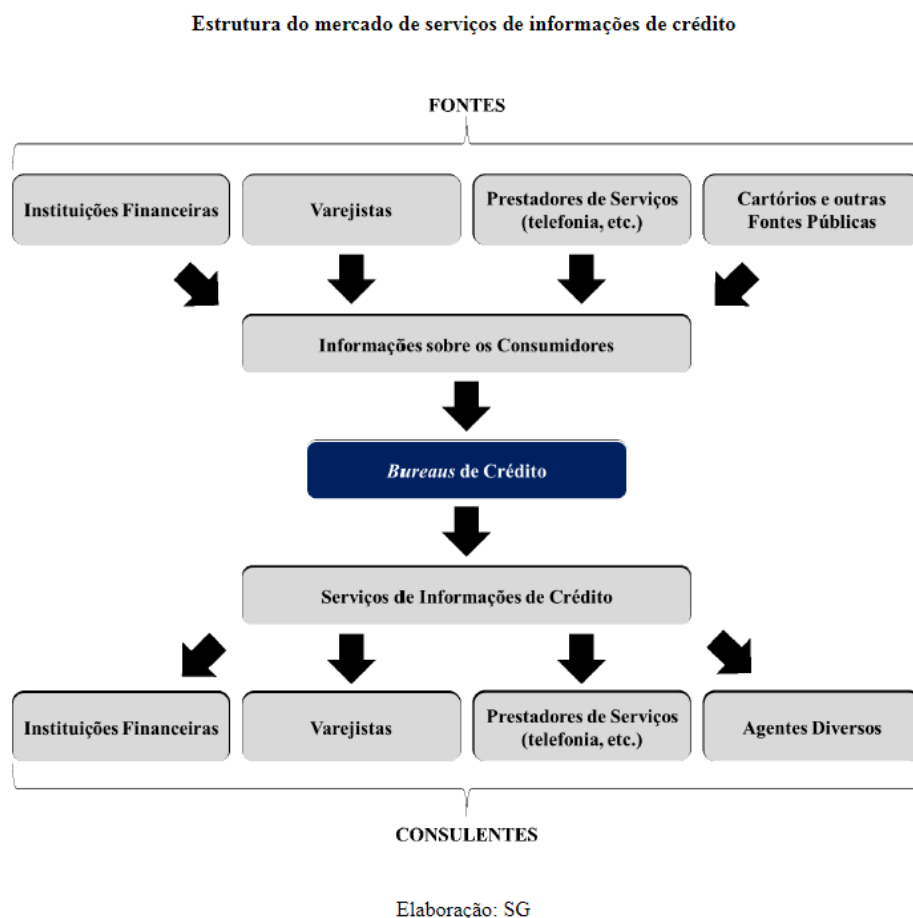 Estrutura do mercado de serviços de informações de crédito
FONTES
Instituições Financeiras
Varejistas
Prestadores de Serviços
(telefonia, etc.)
Cartórios e outras
Fontes Públicas
Informações sobre os Consumidores
Bureaus de Crédito
Serviços de Informações de Crédito
Instituições Financeiras
Varejistas
Prestadores de Serviços
(telefonia, etc.)
Agentes Diversos
CONSULENTES
Elaboração: SG